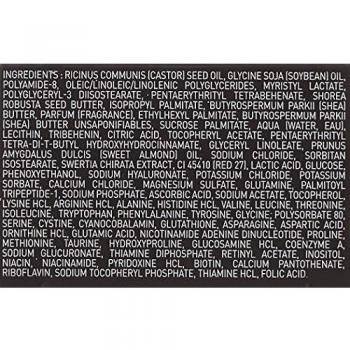 INGREDIENTS : RICINUS COMMUNIS (CASTOR) SEED OIL, GLYCINE SOJA (SOYBEAN) OIL,
POLYAMIDE-8, OLEIC/LINOLEIC/LINOLENIC POLYGLYCERIDES, MYRISTYL LACTATE,
POLYGLYCERYL-3 DIISOSTEARATE, PENTAERYTHRITYL TETRABEHENATE, SHOREA
ROBUSTA SEED BUTTER, ISOPROPYL PALMITATE, BUTYROSPERMUM PARKII (SHEA)
BUTTER, PARFUM (FRAGRANCE), ETHYLHEXYL PALMITATE, BUTYROSPERMUM PARKII
(SHEA) BUTTER UNSAPONIFIABLES, SUCROSE PALMITATE, AQUA (WATER, EAU),
LECITHIN, TRIBEHENIN, CITRIC ACID, TOCOPHERYL ACETATE, PENTAERYTHRITYL
TETRA-DI-T-BUTYL HYDROXYHYDROCINNAMATE, GLYCERYL LINOLEATE, PRUNUS
AMYGDALUS DULCIS (SWEET ALMOND) OIL, SODIUM CHLORIDE, SORBITAN
ISOSTEARATE, SWERTIA CHIRATA EXTRACT, CI 45410 (RED 27), LACTIC ACID, GLUCOSE,
PHENOXYETHANOL, SODIUM HYALURONATE, POTASSIUM CHLORIDE, POTASSIUM
SORBATE, CALCIUM CHLORIDE, MAGNESIUM SULFATE, GLUTAMINE, PALMITOYL
TRIPEPTIDE-1, SODIUM PHOSPHATE, ASCORBIC ACID, SODIUM ACETATE, TOCOPHEROL,
LYSINE HCL, ARGININE HCL, ALANINE, HISTIDINE HCL, VALINE, LEUCINE, THREONINE,
ISOLEUCINE, TRYPTOPHAN, PHENYLALANINE, TYROSINE, GLYCINE, POLYSORBATE 80,
SERINE, CYSTINE, CYANOCOBALAMIN, GLUTATHIONE, ASPARAGINE, ASPARTIC ACID,
ORNITHINE HCL, GLUTAMIC ACID, NICOTINAMIDE ADENINE DINUCLEOTIDE, PROLINE,
METHIONINE, TAURINE, HYDROXYPROLINE, GLUCOSAMINE HCL, COENZYME A,
SODIUM GLUCURONATE, THIAMINE DIPHOSPHATE, RETINYL ACETATE, INOSITOL,
NIACIN, NIACINAMIDE, PYRIDOXINE HCL, BIOTIN, CALCIUM PANTOTHENATE,
RIBOFLAVIN, SODIUM TOCOPHERYL PHOSPHATE, THIAMINE HCL, FOLIC ACID.